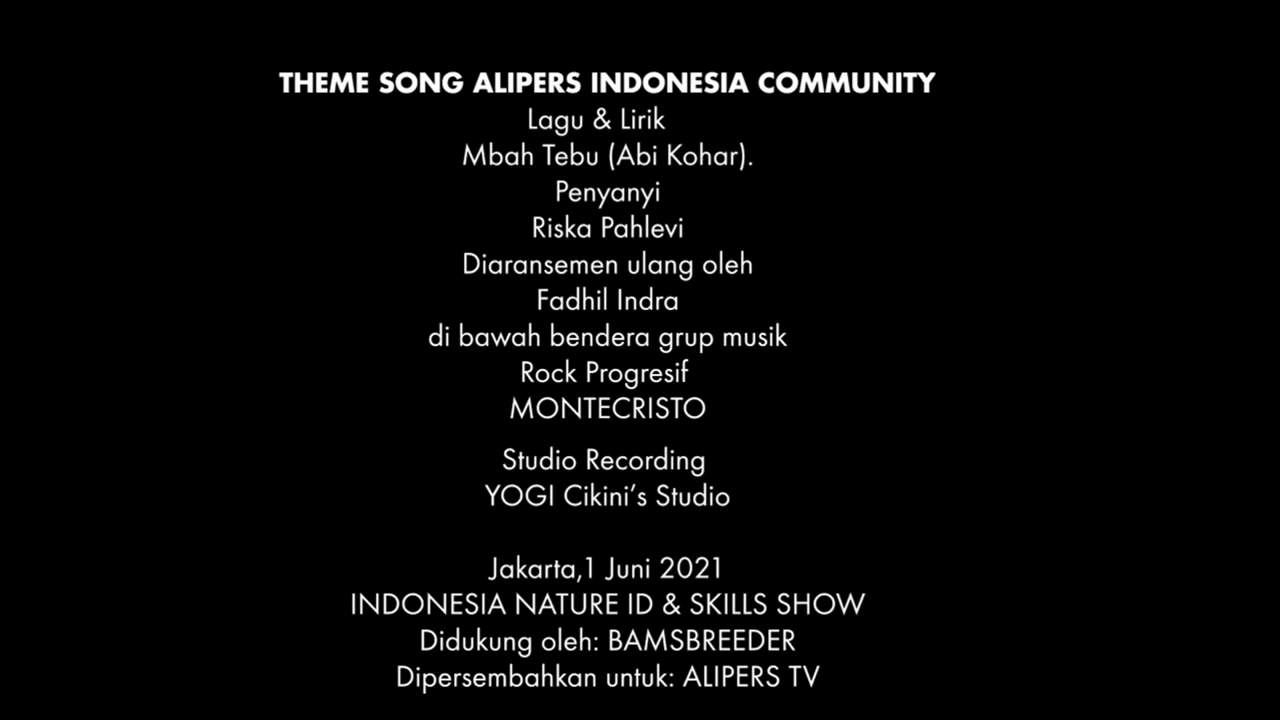 THEME SONG ALIPERS INDONESIA COMMUNITY
Lagu & Lirik
Mbah Tebu (Abi Kohar).
Penyanyi
Riska Pahlevi
Diaransemen ulang oleh
Fadhil Indra
di bawah bendera grup musik
Rock Progresif
MONTECRISTO
Studio Recording
YOGI Cikini’s Studio
Jakarta,1 Juni 2021
INDONESIA NATURE ID & SKILLS SHOW
Didukung oleh: BAMSBREEDER
Dipersembahkan untuk: ALIPERS TV